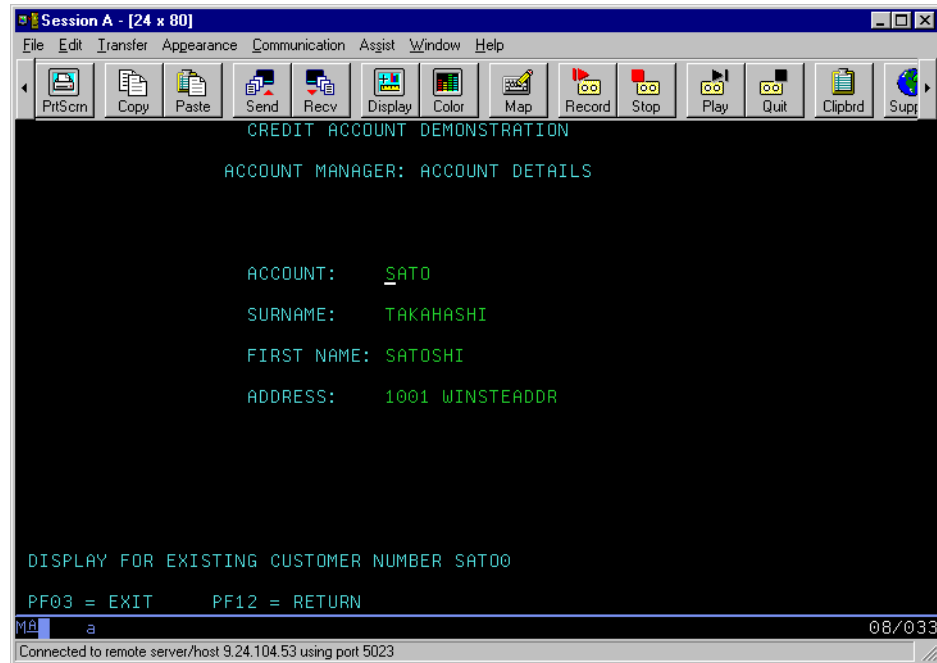 Session A - [24 x 80]
File Edit Transfer Appearance Communication Assist Window Help
PrtScrn Copy Paste Send Recv Display Color Map Record Stop Play Quit Clipbrd Supp
CREDIT ACCOUNT DEMONSTRATION
ACCOUNT MANAGER: ACCOUNT DETAILS
ACCOUNT: SATO
SURNAME: TAKAHASHI
FIRST NAME: SATOSHI
ADDRESS: 1001 WINSTEADDR
DISPLAY FOR EXISTING CUSTOMER NUMBER SATO0
PF03 = EXIT PF12 = RETURN
MA a 08/033
Connected to remote server/host 9.24.104.53 using port 5023